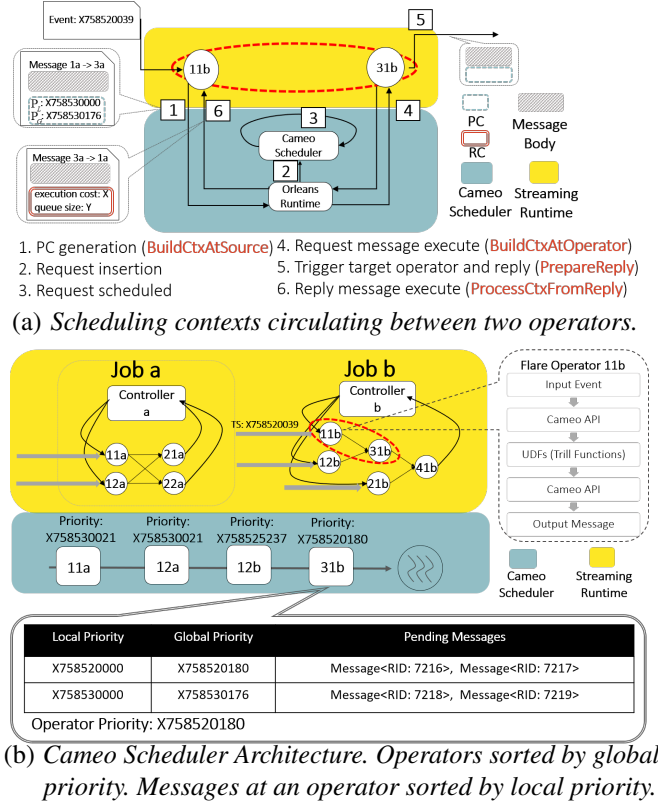 Event: X758520039
5
Message 1a -> 3a
P: X758530000
P: X758530176
11b
31b
1
6
3
4
Cameo
Scheduler
2
Orleans
Runtime
Message 3a -> 1a
execution cost: X
queue size: Y
PC
RC
Message
Body
Cameo
Scheduler
Streaming
Runtime
1. PC generation (BuildCtxAtSource)
2. Request insertion
3. Request scheduled
4. Request message execute (BuildCtxAtOperator)
5. Trigger target operator and reply (PrepareReply)
6. Reply message execute (ProcessCtxFromReply)
(a) Scheduling contexts circulating between two operators.
Job a
Controller
a
11a
21a
12a
22a
Job b
Controller
b
TS: X758520039
11b
31b
12b
41b
21b
Flare Operator 11b
Input Event
Cameo API
UDFs (Trill Functions)
Cameo API
Output Message
Priority:
X758530021
Priority:
X758530021
Priority:
X758525237
Priority:
X758520180
11a
12a
12b
31b
Cameo
Scheduler
Streaming
Runtime
Local Priority Global Priority Pending Messages
X758520000 X758520180 Message<RID: 7216>, Message<RID: 7217>
X758530000 X758530176 Message<RID: 7218>, Message<RID: 7219>
Operator Priority: X758520180
(b) Cameo Scheduler Architecture. Operators sorted by global
priority. Messages at an operator sorted by local priority.